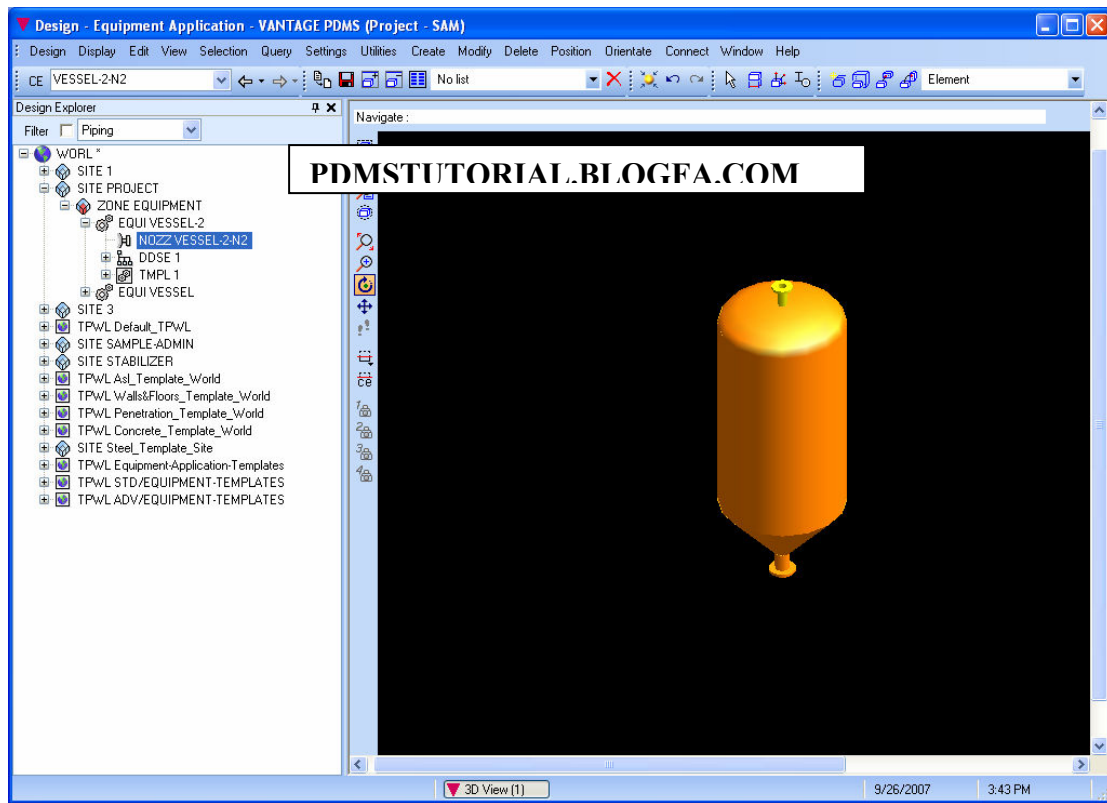 Design - Equipment Application - VANTAGE PDMS (Project - SAM)
Design Display Edit View Selection Query Settings Utilities Create Modify Delete Position Orientate Connect Window Help
CE VESSEL-2-N2 No list Element
Design Explorer
Filter Piping
Navigate :
PDMSTUTORIAL.BLOGFA.COM
WORL *
SITE 1
SITE PROJECT
ZONE EQUIPMENT
EQUI VESSEL-2
NOZZ VESSEL-2-N2
DDSE 1
TMPL 1
EQUI VESSEL
SITE 3
TPWL Default_TPWL
SITE SAMPLE-ADMIN
SITE STABILIZER
TPWL Asl_Template_World
TPWL Walls&Floors_Template_World
TPWL Penetration_Template_World
TPWL Concrete_Template_World
SITE Steel_Template_Site
TPWL Equipment-Application-Templates
TPWL STD/EQUIPMENT-TEMPLATES
TPWL ADV/EQUIPMENT-TEMPLATES
ce
1
2
3
4
3D View (1) 9/26/2007 3:43 PM